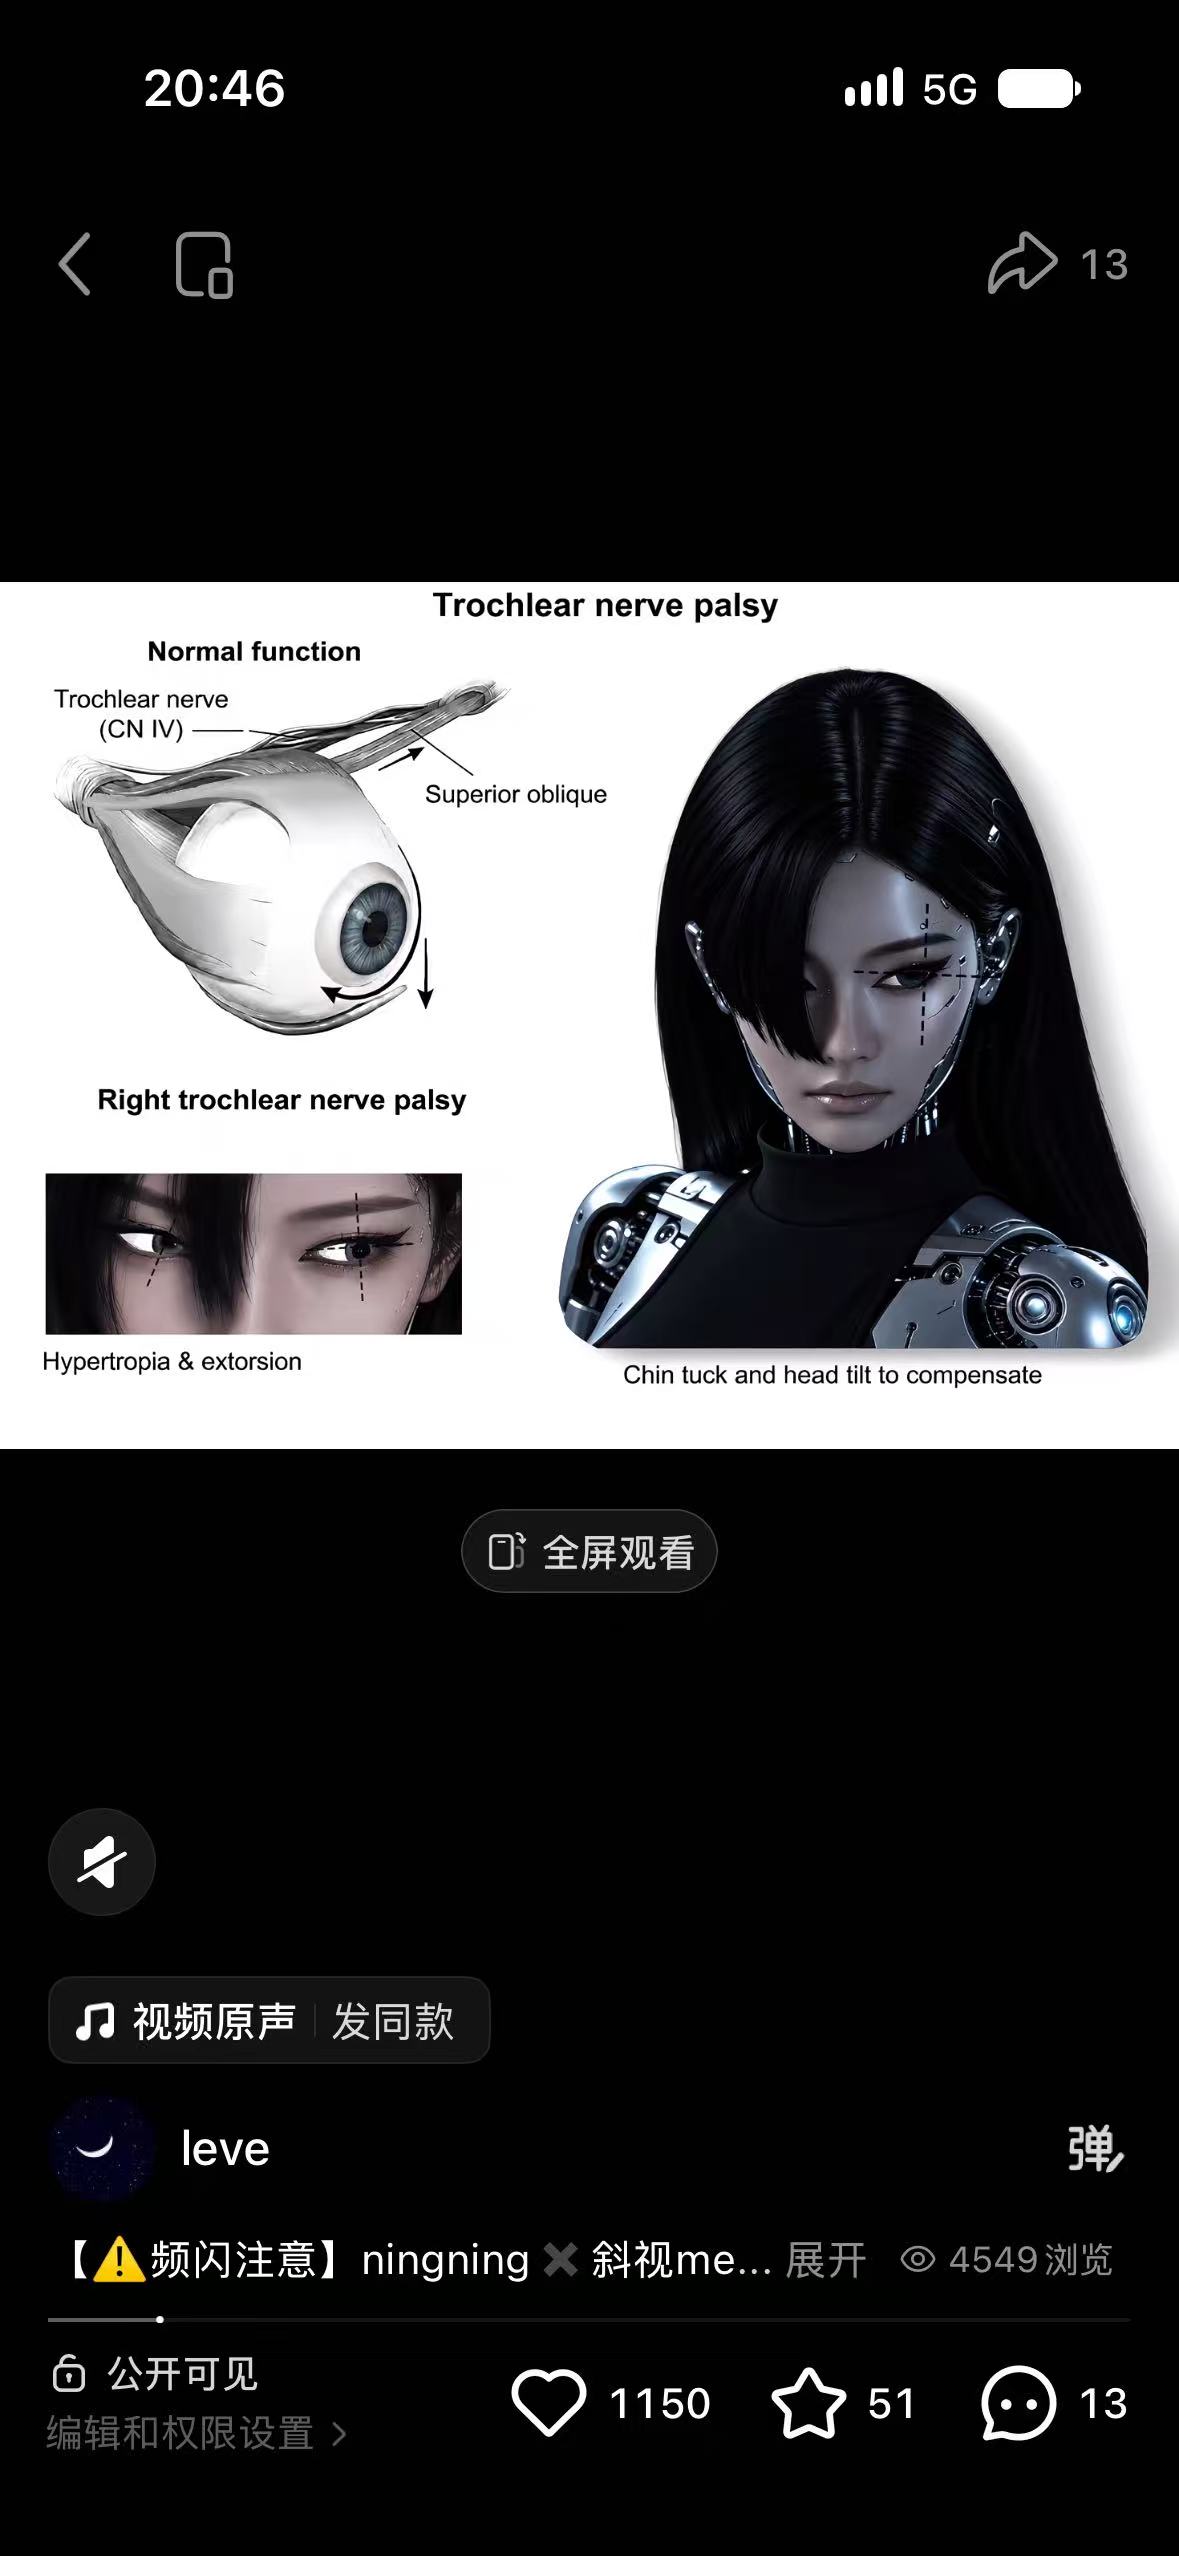 20:46
5G
13
Trochlear nerve palsy
Normal function
Trochlear nerve
(CN IV)
Superior oblique
Right trochlear nerve palsy
Hypertropia & extorsion
Chin tuck and head tilt to compensate
全屏观看
视频原声 | 发同款
leve
弹
【⚠️频闪注意】ningning ✖️ 斜视me... 展开 4549浏览
公开可见
编辑和权限设置 >
1150
51
13